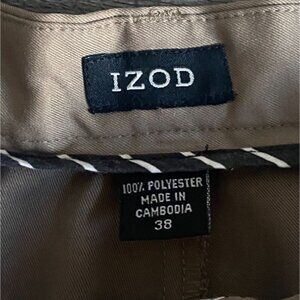 IZOD
100% POLYESTER
MADE IN
CAMBODIA
38